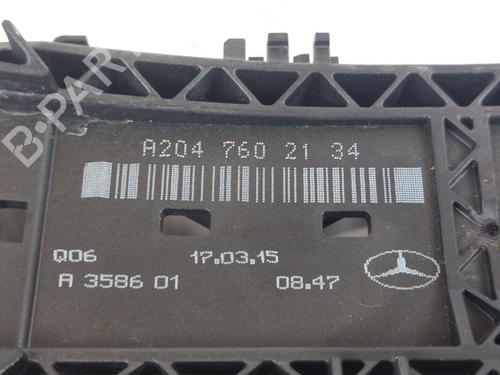 B-PARTS
A204 760 21 34
Q06 17.03.15
A 3586 01 08.47